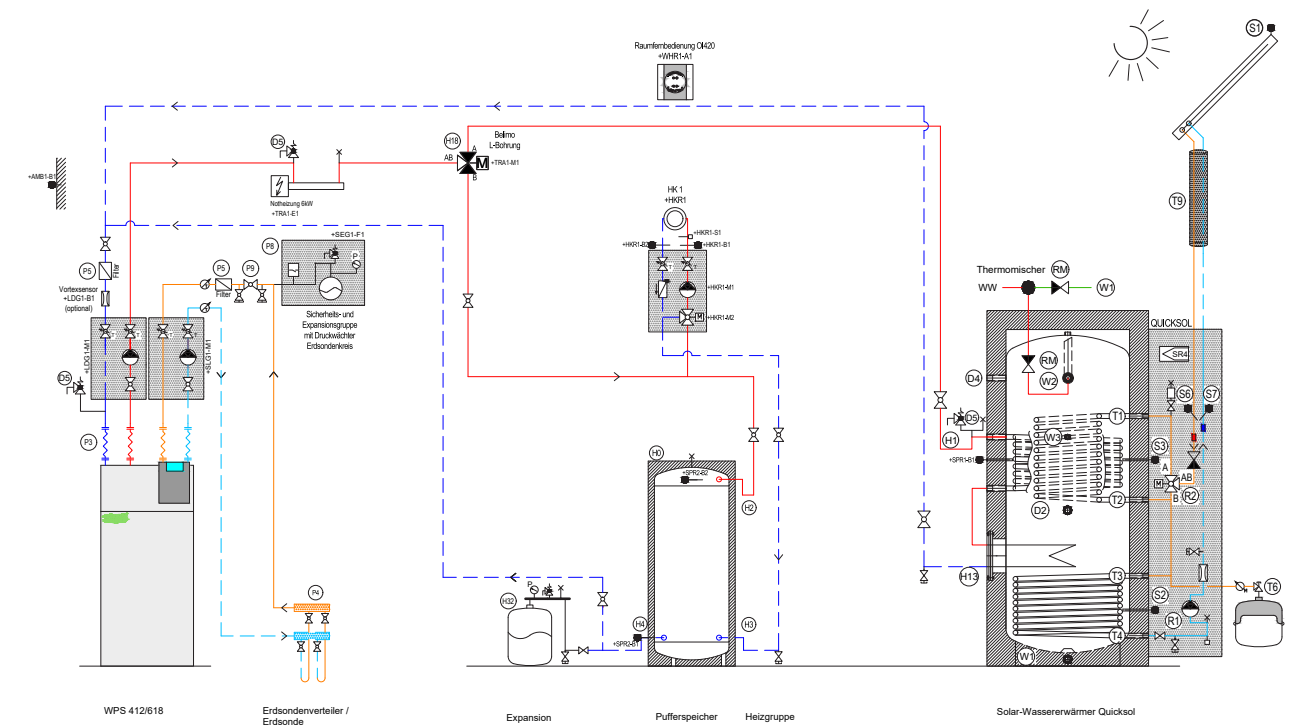 S1
Raumfernbedienung OI420
+WHR1-A1
Belimo
L-Bohrung
H18
A
AB
M
+TRA1-M1
B
D5
Notheizung 6kW
+TRA1-E1
+AMB1-B1
T9
HK 1
+HKR1
+HKR1-S1
+HKR1-B2
+HKR1-B1
T
T
+HKR1-M1
+HKR1-M2
M
P8
+SEG1-F1
P
P5
Filter
P5
P9
Filter
Vortexsensor
+LDG1-B1
(optional)
Sicherheits- und
Expansionsgruppe
mit Druckwächter
Erdsondenkreis
Thermomischer
RM
WW
W1
QUICKSOL
SR4
T
T
T
T
+LDG1-M1
+SLG1-M1
D5
P3
RM
W2
D4
S6
S7
T1
D5
H1
W3
S3
+SPR1-B1
A
AB
M
R2
B
T2
D2
H0
+SPR2-B2
H2
H13
T3
T6
S2
R1
T4
W1
P
H32
H4
H3
+SPR2-B1
P4
WPS 412/618
Erdsondenverteiler /
Erdsonde
Expansion
Pufferspeicher
Heizgruppe
Solar-Wassererwärmer Quicksol